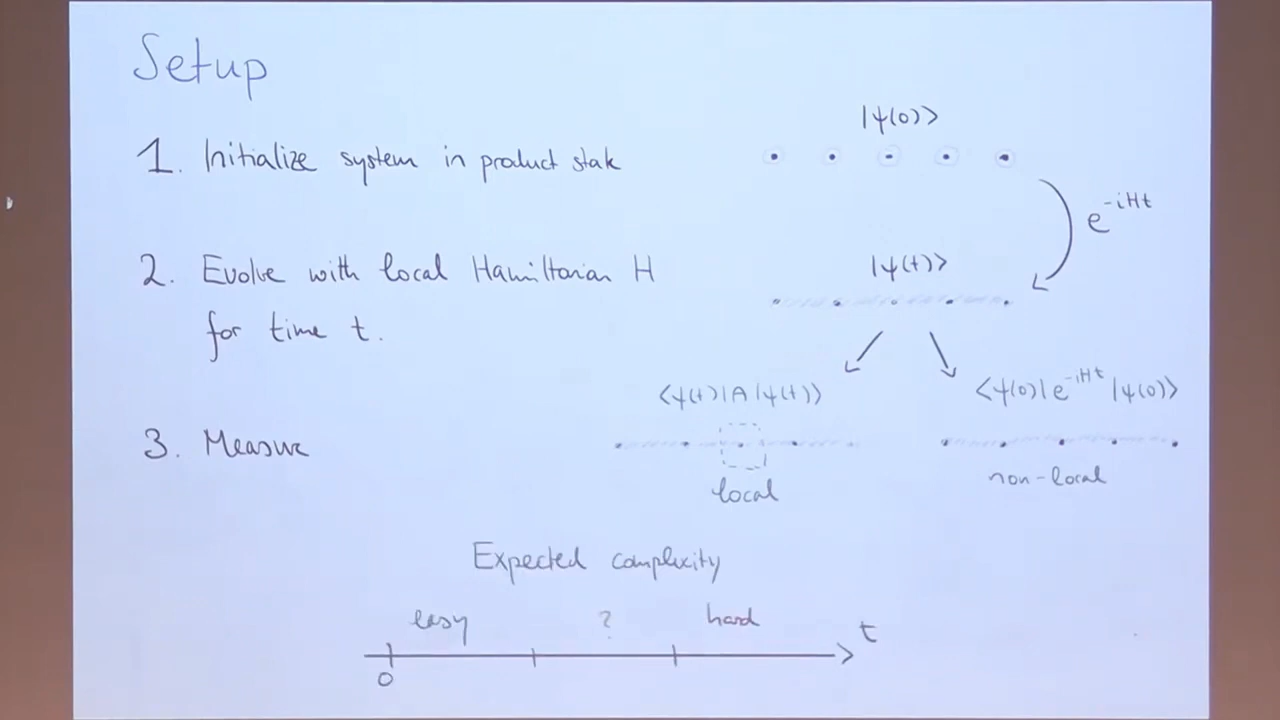 Setup
1. Initialize system in product state
|ψ(0)⟩
e^{-iHt}
2. Evolve with local Hamiltonian H
for time t.
|ψ(t)⟩
⟨ψ(t)|A|ψ(t)⟩
⟨ψ(0)|e^{-iHt}|ψ(0)⟩
3. Measure
local
non-local
Expected complexity
easy ? hard
t
0